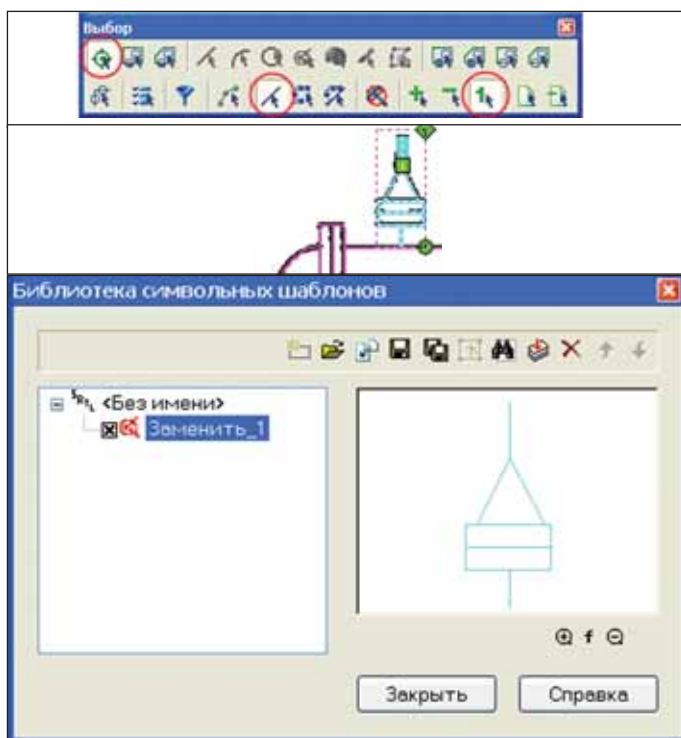 Выбор
Библиотека символьных шаблонов
<Без имени>
Заменить_1
Закрыть
Справка